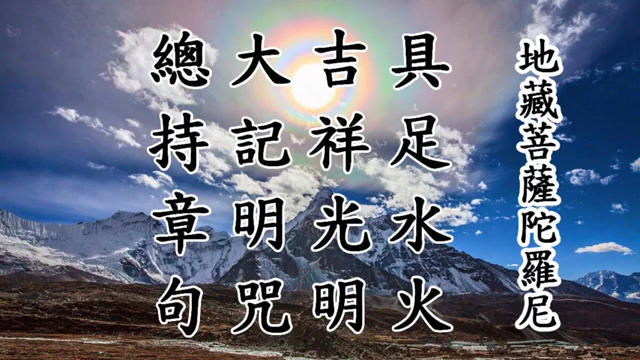 地藏菩薩陀羅尼
具足水火
吉祥光明
大記明咒
總持章句